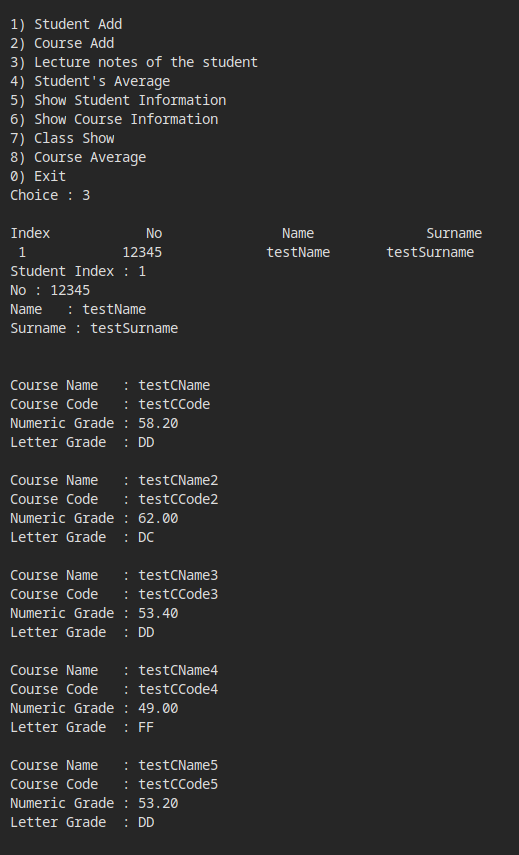 1) Student Add
2) Course Add
3) Lecture notes of the student
4) Student's Average
5) Show Student Information
6) Show Course Information
7) Class Show
8) Course Average
0) Exit
Choice : 3
Index No Name Surname
1 12345 testName testSurname
Student Index : 1
No : 12345
Name : testName
Surname : testSurname
Course Name : testCName
Course Code : testCCode
Numeric Grade : 58.20
Letter Grade : DD
Course Name : testCName2
Course Code : testCCode2
Numeric Grade : 62.00
Letter Grade : DC
Course Name : testCName3
Course Code : testCCode3
Numeric Grade : 53.40
Letter Grade : DD
Course Name : testCName4
Course Code : testCCode4
Numeric Grade : 49.00
Letter Grade : FF
Course Name : testCName5
Course Code : testCCode5
Numeric Grade : 53.20
Letter Grade : DD